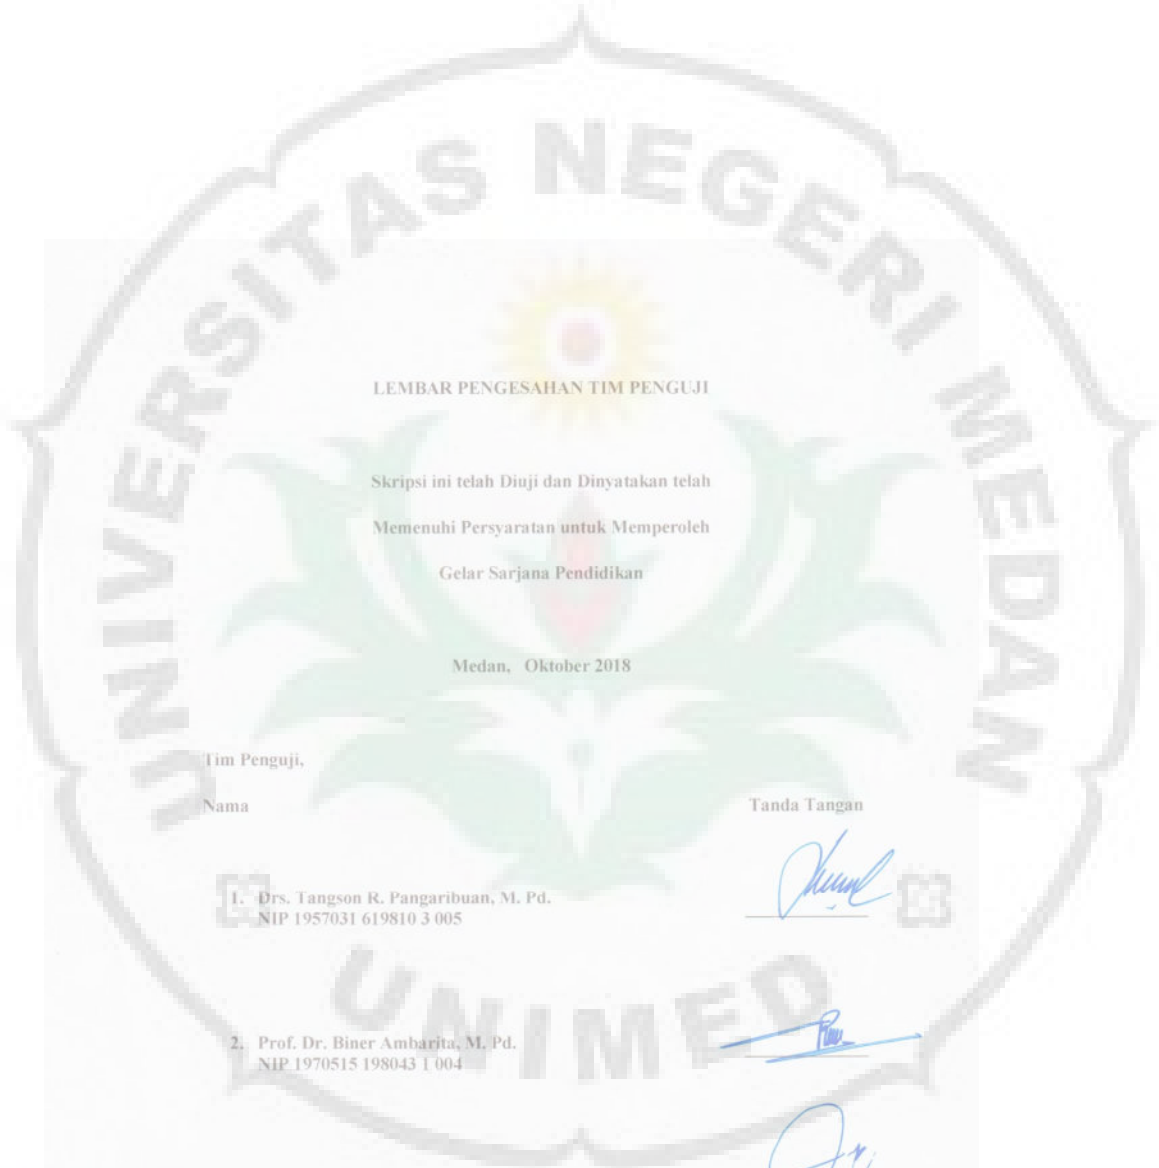 UNIVERSITAS NEGERI MEDAN
LEMBAR PENGESAHAN TIM PENGUJI
Skripsi ini telah Diuji dan Dinyatakan telah
Memenuhi Persyaratan untuk Memperoleh
Gelar Sarjana Pendidikan
Medan, Oktober 2018
Tim Penguji,
Nama Tanda Tangan
1. Drs. Tangson R. Pangaribuan, M. Pd.
NIP 1957031 619810 3 005
2. Prof. Dr. Biner Ambarita, M. Pd.
NIP 1970515 198043 1 004
UNIMED